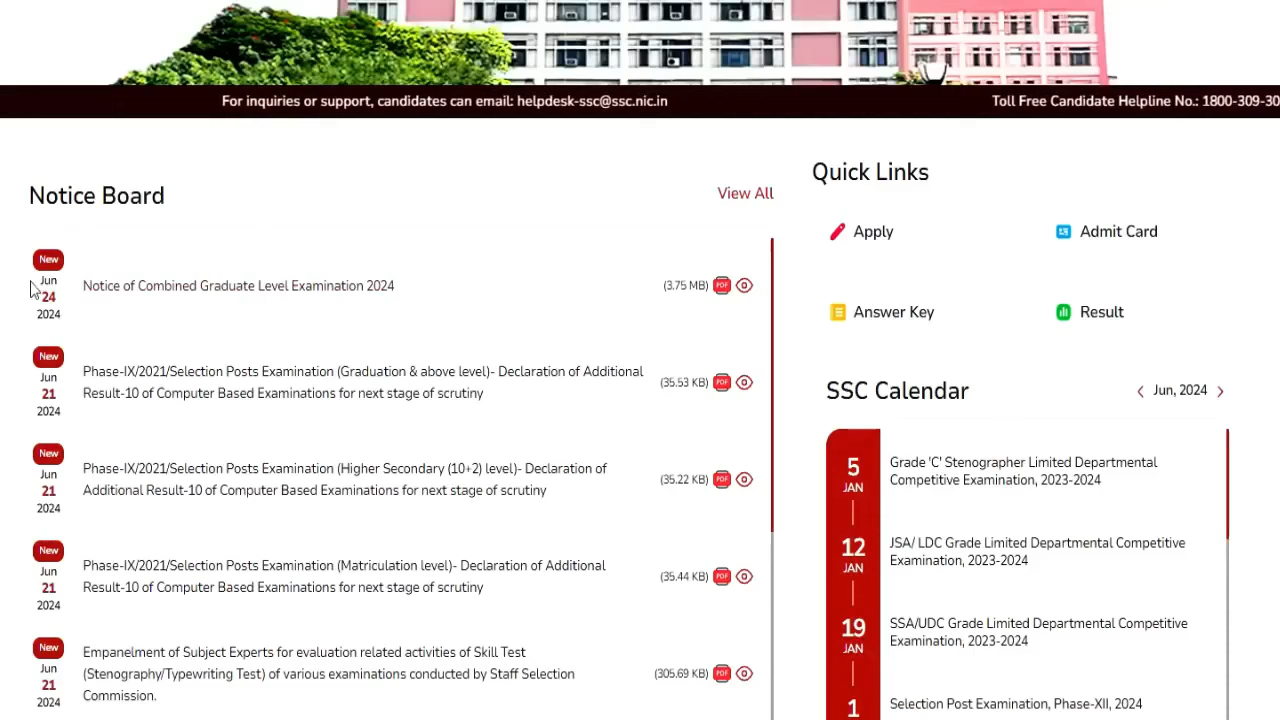 For inquiries or support, candidates can email: helpdesk-ssc@ssc.nic.in
Toll Free Candidate Helpline No.: 1800-309-30
Notice Board
View All
New
Jun
24
2024
Notice of Combined Graduate Level Examination 2024
(3.75 MB)
PDF
New
Jun
21
2024
Phase-IX/2021/Selection Posts Examination (Graduation & above level)- Declaration of Additional
Result-10 of Computer Based Examinations for next stage of scrutiny
(35.53 KB)
PDF
New
Jun
21
2024
Phase-IX/2021/Selection Posts Examination (Higher Secondary (10+2) level)- Declaration of
Additional Result-10 of Computer Based Examinations for next stage of scrutiny
(35.22 KB)
PDF
New
Jun
21
2024
Phase-IX/2021/Selection Posts Examination (Matriculation level)- Declaration of Additional
Result-10 of Computer Based Examinations for next stage of scrutiny
(35.44 KB)
PDF
New
Jun
21
2024
Empanelment of Subject Experts for evaluation related activities of Skill Test
(Stenography/Typewriting Test) of various examinations conducted by Staff Selection
Commission.
(305.69 KB)
PDF
Quick Links
Apply
Admit Card
Answer Key
Result
SSC Calendar
Jun, 2024
5
JAN
Grade 'C' Stenographer Limited Departmental
Competitive Examination, 2023-2024
12
JAN
JSA/ LDC Grade Limited Departmental Competitive
Examination, 2023-2024
19
JAN
SSA/UDC Grade Limited Departmental Competitive
Examination, 2023-2024
1
Selection Post Examination, Phase-XII, 2024